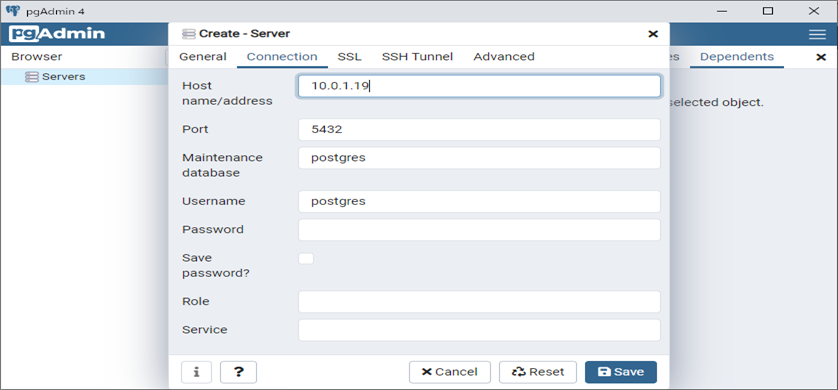 pgAdmin 4
pgAdmin
Browser
Servers
Create - Server
General Connection SSL SSH Tunnel Advanced
es Dependents
selected object.
Host
name/address
10.0.1.19
Port
5432
Maintenance
database
postgres
Username
postgres
Password
Save
password?
Role
Service
i ? Cancel Reset Save